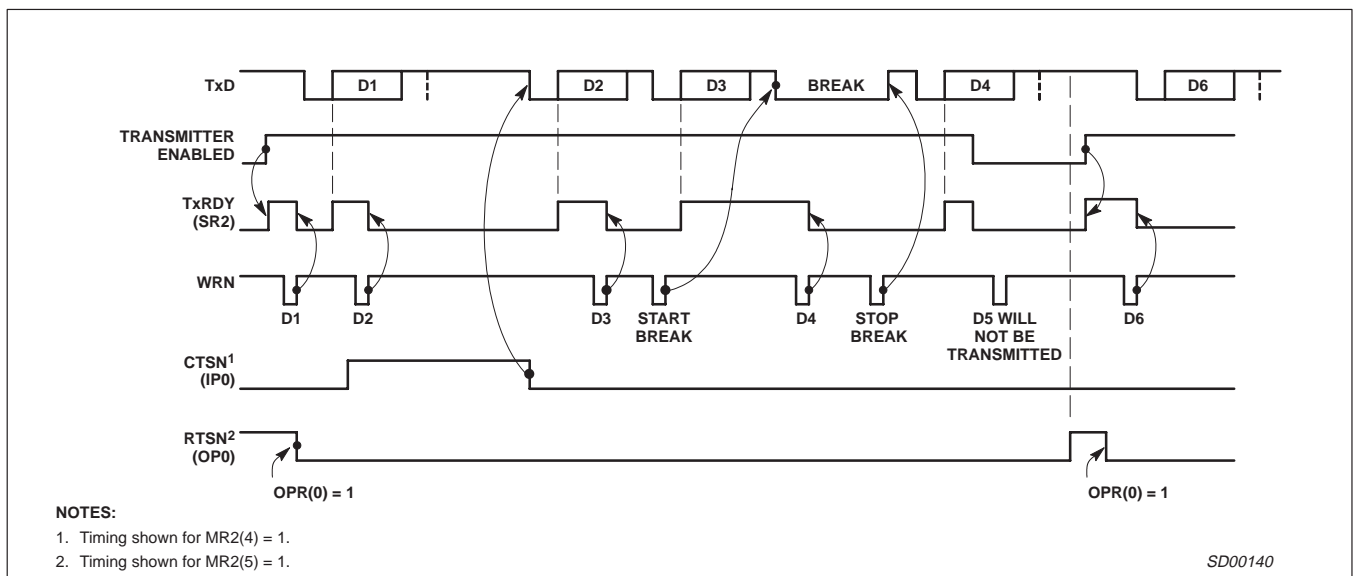 TxD
D1
D2
D3
BREAK
D4
D6
TRANSMITTER
ENABLED
TxRDY
(SR2)
WRN
D1
D2
D3
START
BREAK
D4
STOP
BREAK
D5 WILL
NOT BE
TRANSMITTED
D6
CTSN1
(IP0)
RTSN2
(OP0)
OPR(0) = 1
OPR(0) = 1
NOTES:
1. Timing shown for MR2(4) = 1.
2. Timing shown for MR2(5) = 1.
SD00140